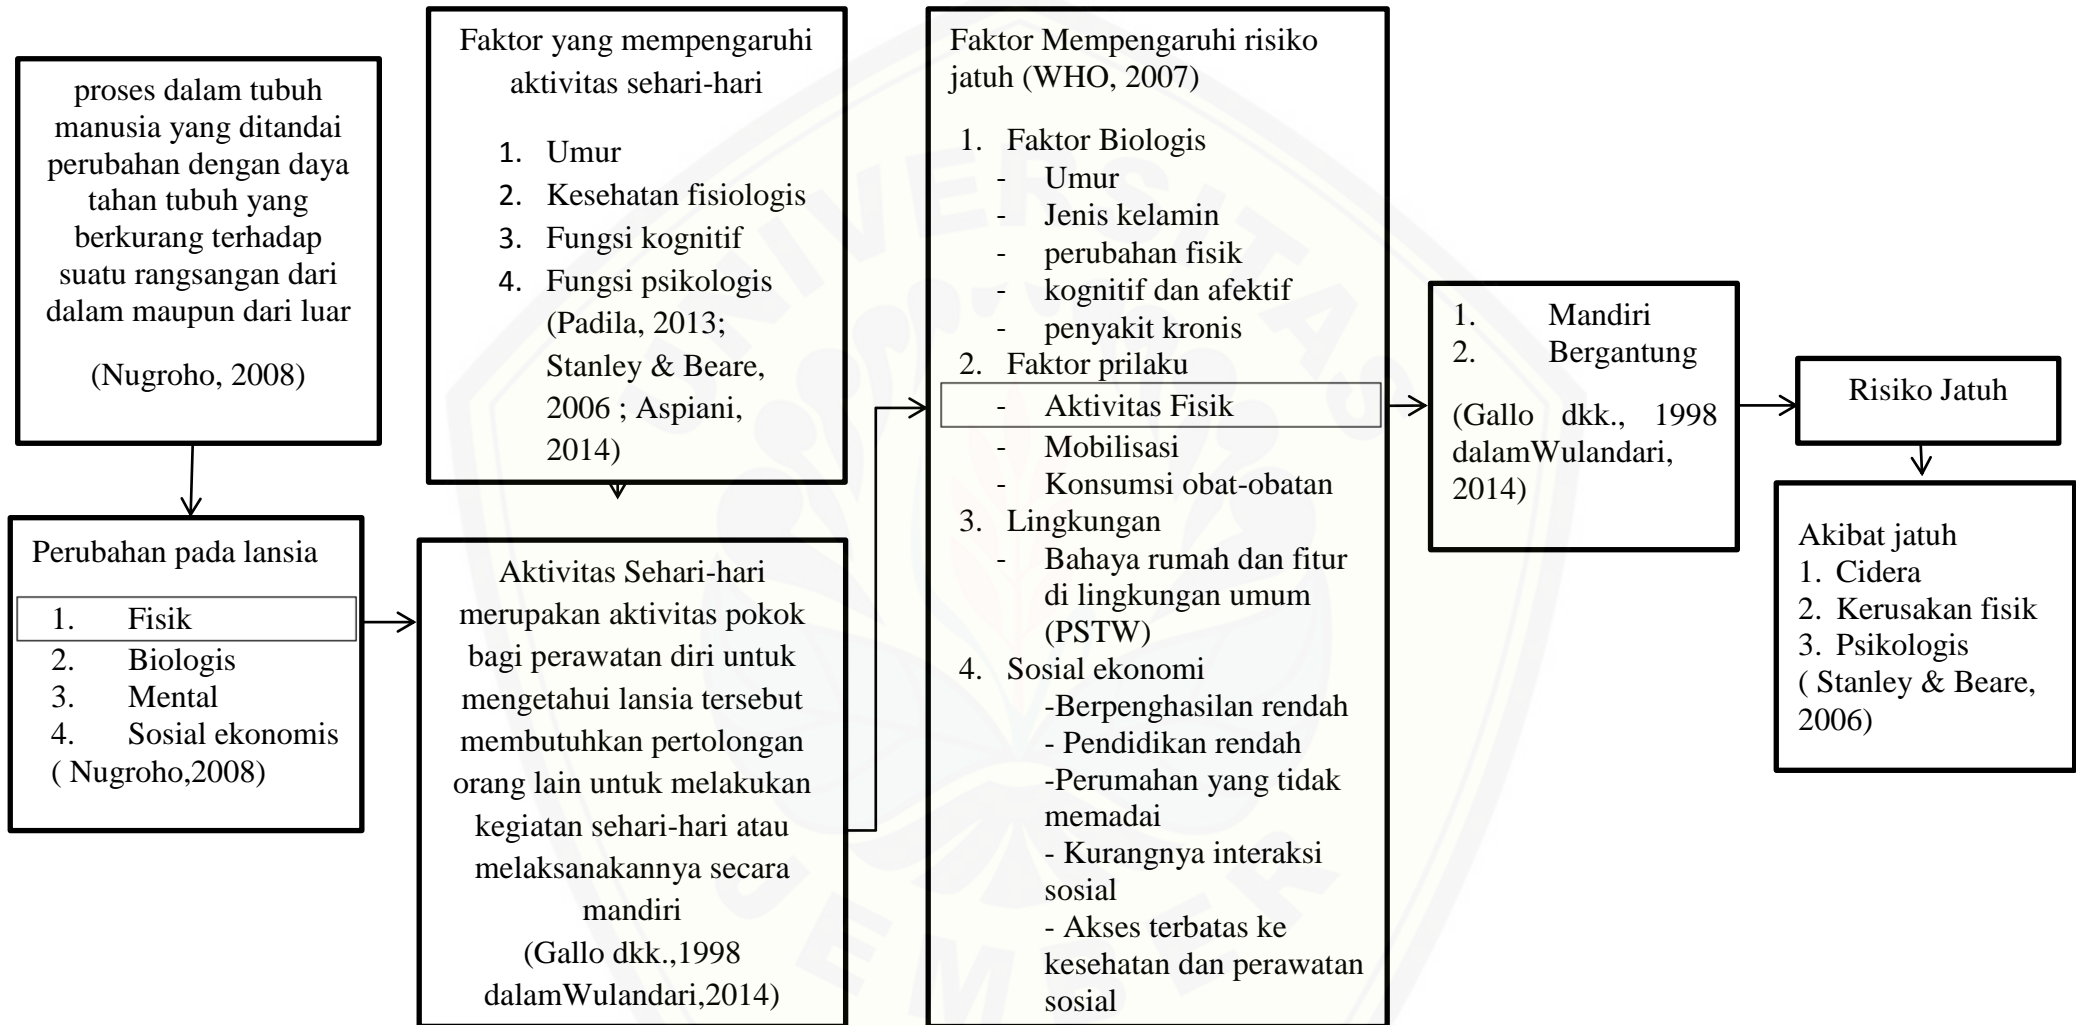 proses dalam tubuh
manusia yang ditandai
perubahan dengan daya
tahan tubuh yang
berkurang terhadap
suatu rangsangan dari
dalam maupun dari luar
(Nugroho, 2008)
Perubahan pada lansia
1. Fisik
2. Biologis
3. Mental
4. Sosial ekonomis
( Nugroho,2008)
Faktor yang mempengaruhi
aktivitas sehari-hari
1. Umur
2. Kesehatan fisiologis
3. Fungsi kognitif
4. Fungsi psikologis
(Padila, 2013;
Stanley & Beare,
2006 ; Aspiani,
2014)
Aktivitas Sehari-hari
merupakan aktivitas pokok
bagi perawatan diri untuk
mengetahui lansia tersebut
membutuhkan pertolongan
orang lain untuk melakukan
kegiatan sehari-hari atau
melaksanakannya secara
mandiri
(Gallo dkk.,1998
dalamWulandari,2014)
Faktor Mempengaruhi risiko
jatuh (WHO, 2007)
1. Faktor Biologis
- Umur
- Jenis kelamin
- perubahan fisik
- kognitif dan afektif
- penyakit kronis
2. Faktor prilaku
- Aktivitas Fisik
- Mobilisasi
- Konsumsi obat-obatan
3. Lingkungan
- Bahaya rumah dan fitur
di lingkungan umum
(PSTW)
4. Sosial ekonomi
-Berpenghasilan rendah
- Pendidikan rendah
-Perumahan yang tidak
memadai
- Kurangnya interaksi
sosial
- Akses terbatas ke
kesehatan dan perawatan
sosial
1. Mandiri
2. Bergantung
(Gallo dkk., 1998
dalamWulandari,
2014)
Risiko Jatuh
Akibat jatuh
1. Cidera
2. Kerusakan fisik
3. Psikologis
( Stanley & Beare,
2006)
UNIVERSITAS
JEMBER